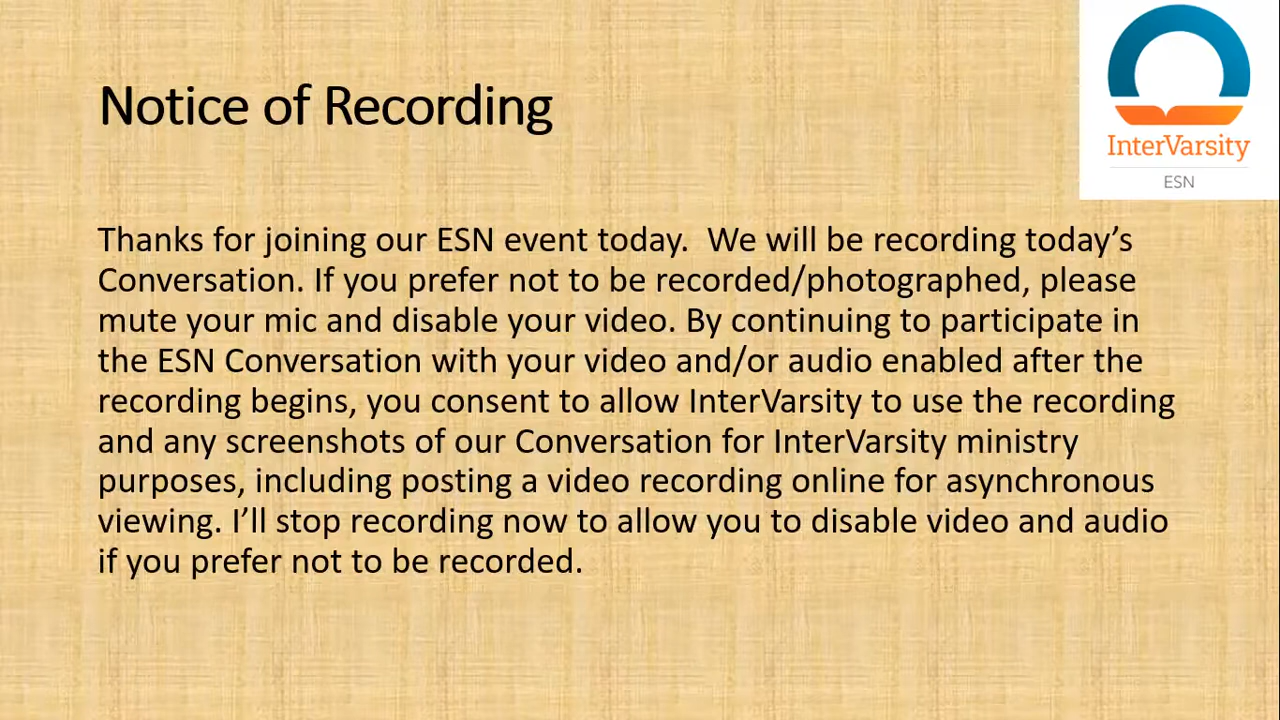 Notice of Recording
InterVarsity
ESN
Thanks for joining our ESN event today.  We will be recording today’s
Conversation. If you prefer not to be recorded/photographed, please
mute your mic and disable your video. By continuing to participate in
the ESN Conversation with your video and/or audio enabled after the
recording begins, you consent to allow InterVarsity to use the recording
and any screenshots of our Conversation for InterVarsity ministry
purposes, including posting a video recording online for asynchronous
viewing. I’ll stop recording now to allow you to disable video and audio
if you prefer not to be recorded.